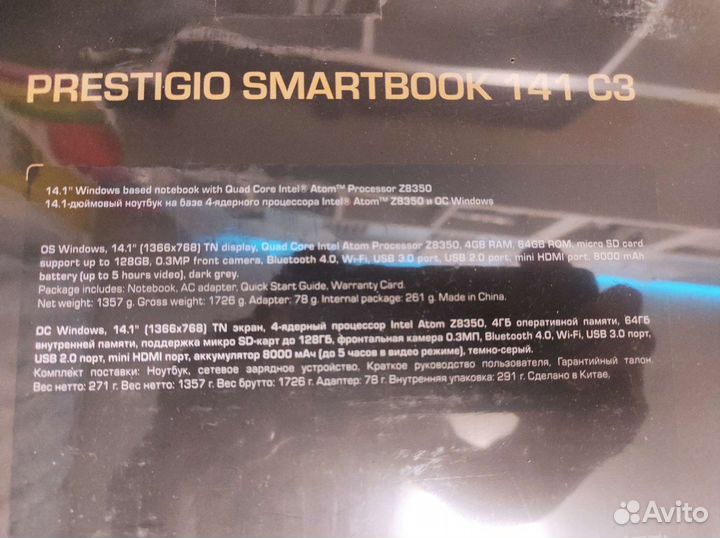 PRESTIGIO SMARTBOOK 141 C3
14.1" Windows based notebook with Quad Core Intel® Atom™ Processor Z8350
14.1-дюймовый ноутбук на базе 4-ядерного процессора Intel® Atom™ Z8350 и ОС Windows
OS Windows, 14.1" (1366x768) TN display, Quad Core Intel Atom Processor Z8350, 4GB RAM, 64GB ROM, micro SD card
support up to 128GB, 0.3MP front camera, Bluetooth 4.0, Wi-Fi, USB 3.0 port, USB 2.0 port, mini HDMI port, 8000 mAh
battery (up to 5 hours video), dark grey.
Package includes: Notebook, AC adapter, Quick Start Guide, Warranty Card.
Net weight: 1357 g. Gross weight: 1726 g. Adapter: 78 g. Internal package: 261 g. Made in China.
ОС Windows, 14.1" (1366x768) TN экран, 4-ядерный процессор Intel Atom Z8350, 4ГБ оперативной памяти, 64ГБ
внутренней памяти, поддержка микро SD-карт до 128ГБ, фронтальная камера 0.3МП, Bluetooth 4.0, Wi-Fi, USB 3.0 порт,
USB 2.0 порт, mini HDMI порт, аккумулятор 8000 мАч (до 5 часов в видео режиме), темно-серый.
Комплект поставки: Ноутбук, сетевое зарядное устройство, Краткое руководство пользователя, Гарантийный талон.
Вес нетто: 271 г. Вес нетто: 1357 г. Вес брутто: 1726 г. Адаптер: 78 г. Внутренняя упаковка: 291 г. Сделано в Китае.
Avito